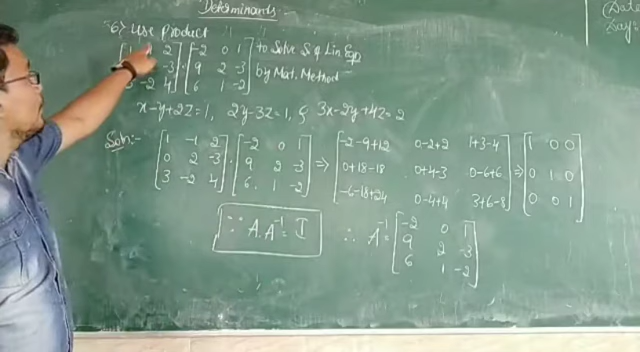 Determinants:-
6) Use Product
[1 2; -3; 3 -2 4] . [-2 0 1; 9 2 -3; 6 1 -2] to Solve S of Lin Eqn
by Mat. Method -
x-y+2z=1, 2y-3z=1, & 3x-2y+4z=2
Soln:- [1 -1 2; 0 2 -3; 3 -2 4] . [-2 0 1; 9 2 -3; 6 1 -2] ⇒ [-2-9+12 0-2+2 1+3-4; 0+18-18 0+4-3 0-6+6; -6-18+24 0-4+4 3+6-8] ⇒ [1 0 0; 0 1 0; 0 0 1]
∵ A.A⁻¹ = I ∴ A⁻¹ = [-2 0 1; 9 2 -3; 6 1 -2]